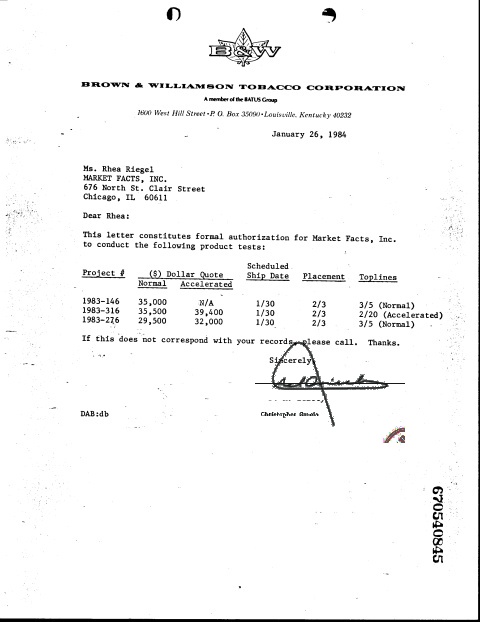 B&W
BROWN & WILLIAMSON TOBACCO CORPORATION
A member of the BATUS Group
1600 West Hill Street • P. O. Box 35090 • Louisville, Kentucky 40232
January 26, 1984
Ms. Rhea Riegel
MARKET FACTS, INC.
676 North St. Clair Street
Chicago, IL 60611
Dear Rhea:
This letter constitutes formal authorization for Market Facts, Inc.
to conduct the following product tests:
Project # ($) Dollar Quote Scheduled Ship Date Placement Toplines
Normal Accelerated
1983-146 35,000 N/A 1/30 2/3 3/5 (Normal)
1983-316 35,500 39,400 1/30 2/3 2/20 (Accelerated)
1983-276 29,500 32,000 1/30 2/3 3/5 (Normal)
If this does not correspond with your records, please call. Thanks.
Sincerely,
Christopher
DAB:db
670540845